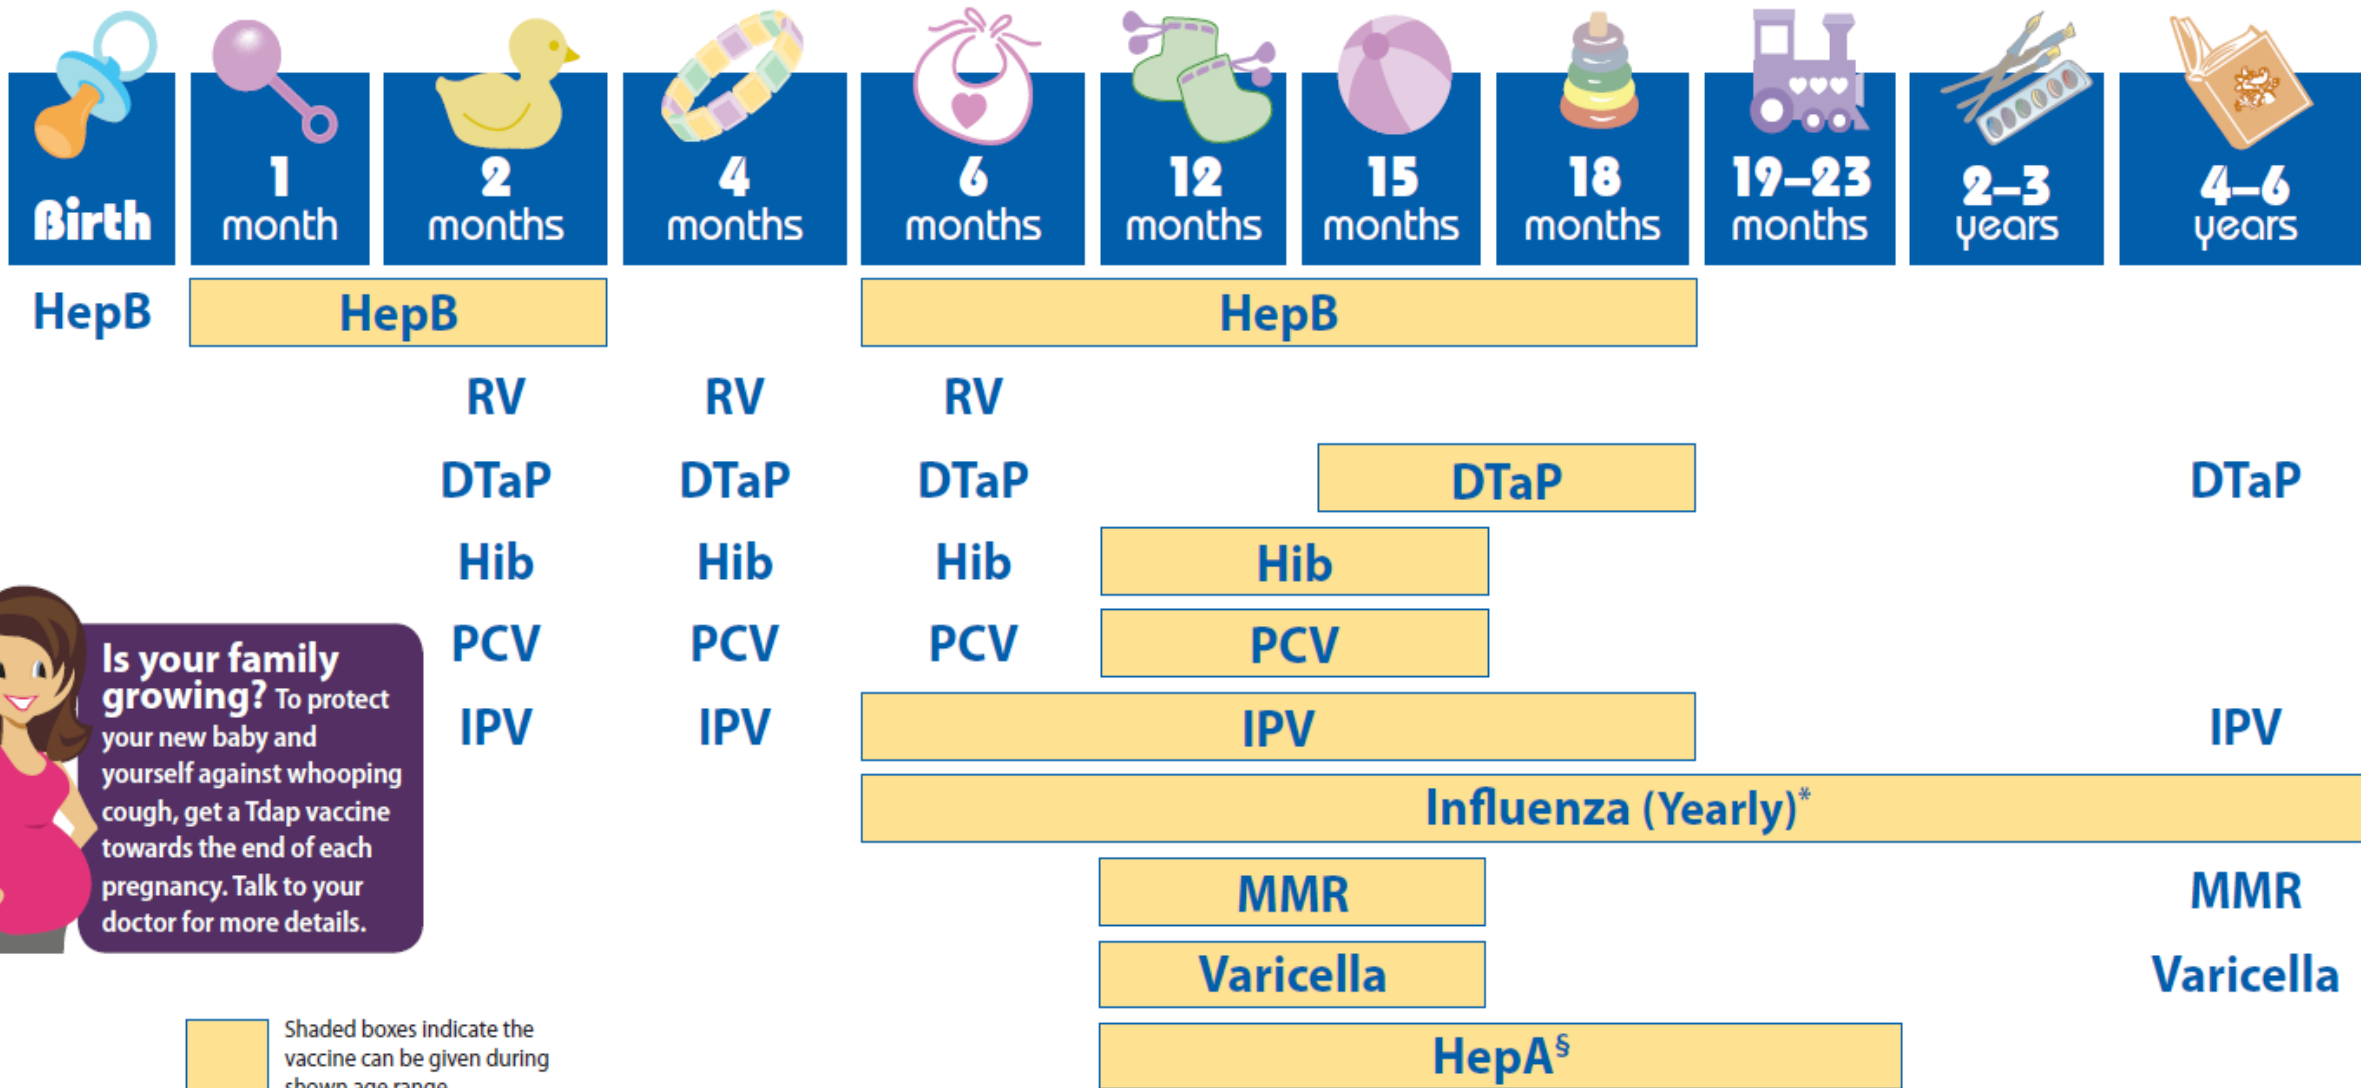 Birth
1
month
2
months
4
months
6
months
12
months
15
months
18
months
19–23
months
2–3
years
4–6
years
HepB HepB HepB
RV RV RV
DTaP DTaP DTaP DTaP DTaP
Hib Hib Hib Hib
PCV PCV PCV PCV
IPV IPV IPV IPV
Influenza (Yearly)*
MMR MMR
Varicella Varicella
HepA§
Is your family
growing? To protect
your new baby and
yourself against whooping
cough, get a Tdap vaccine
towards the end of each
pregnancy. Talk to your
doctor for more details.
Shaded boxes indicate the
vaccine can be given during
shown age range